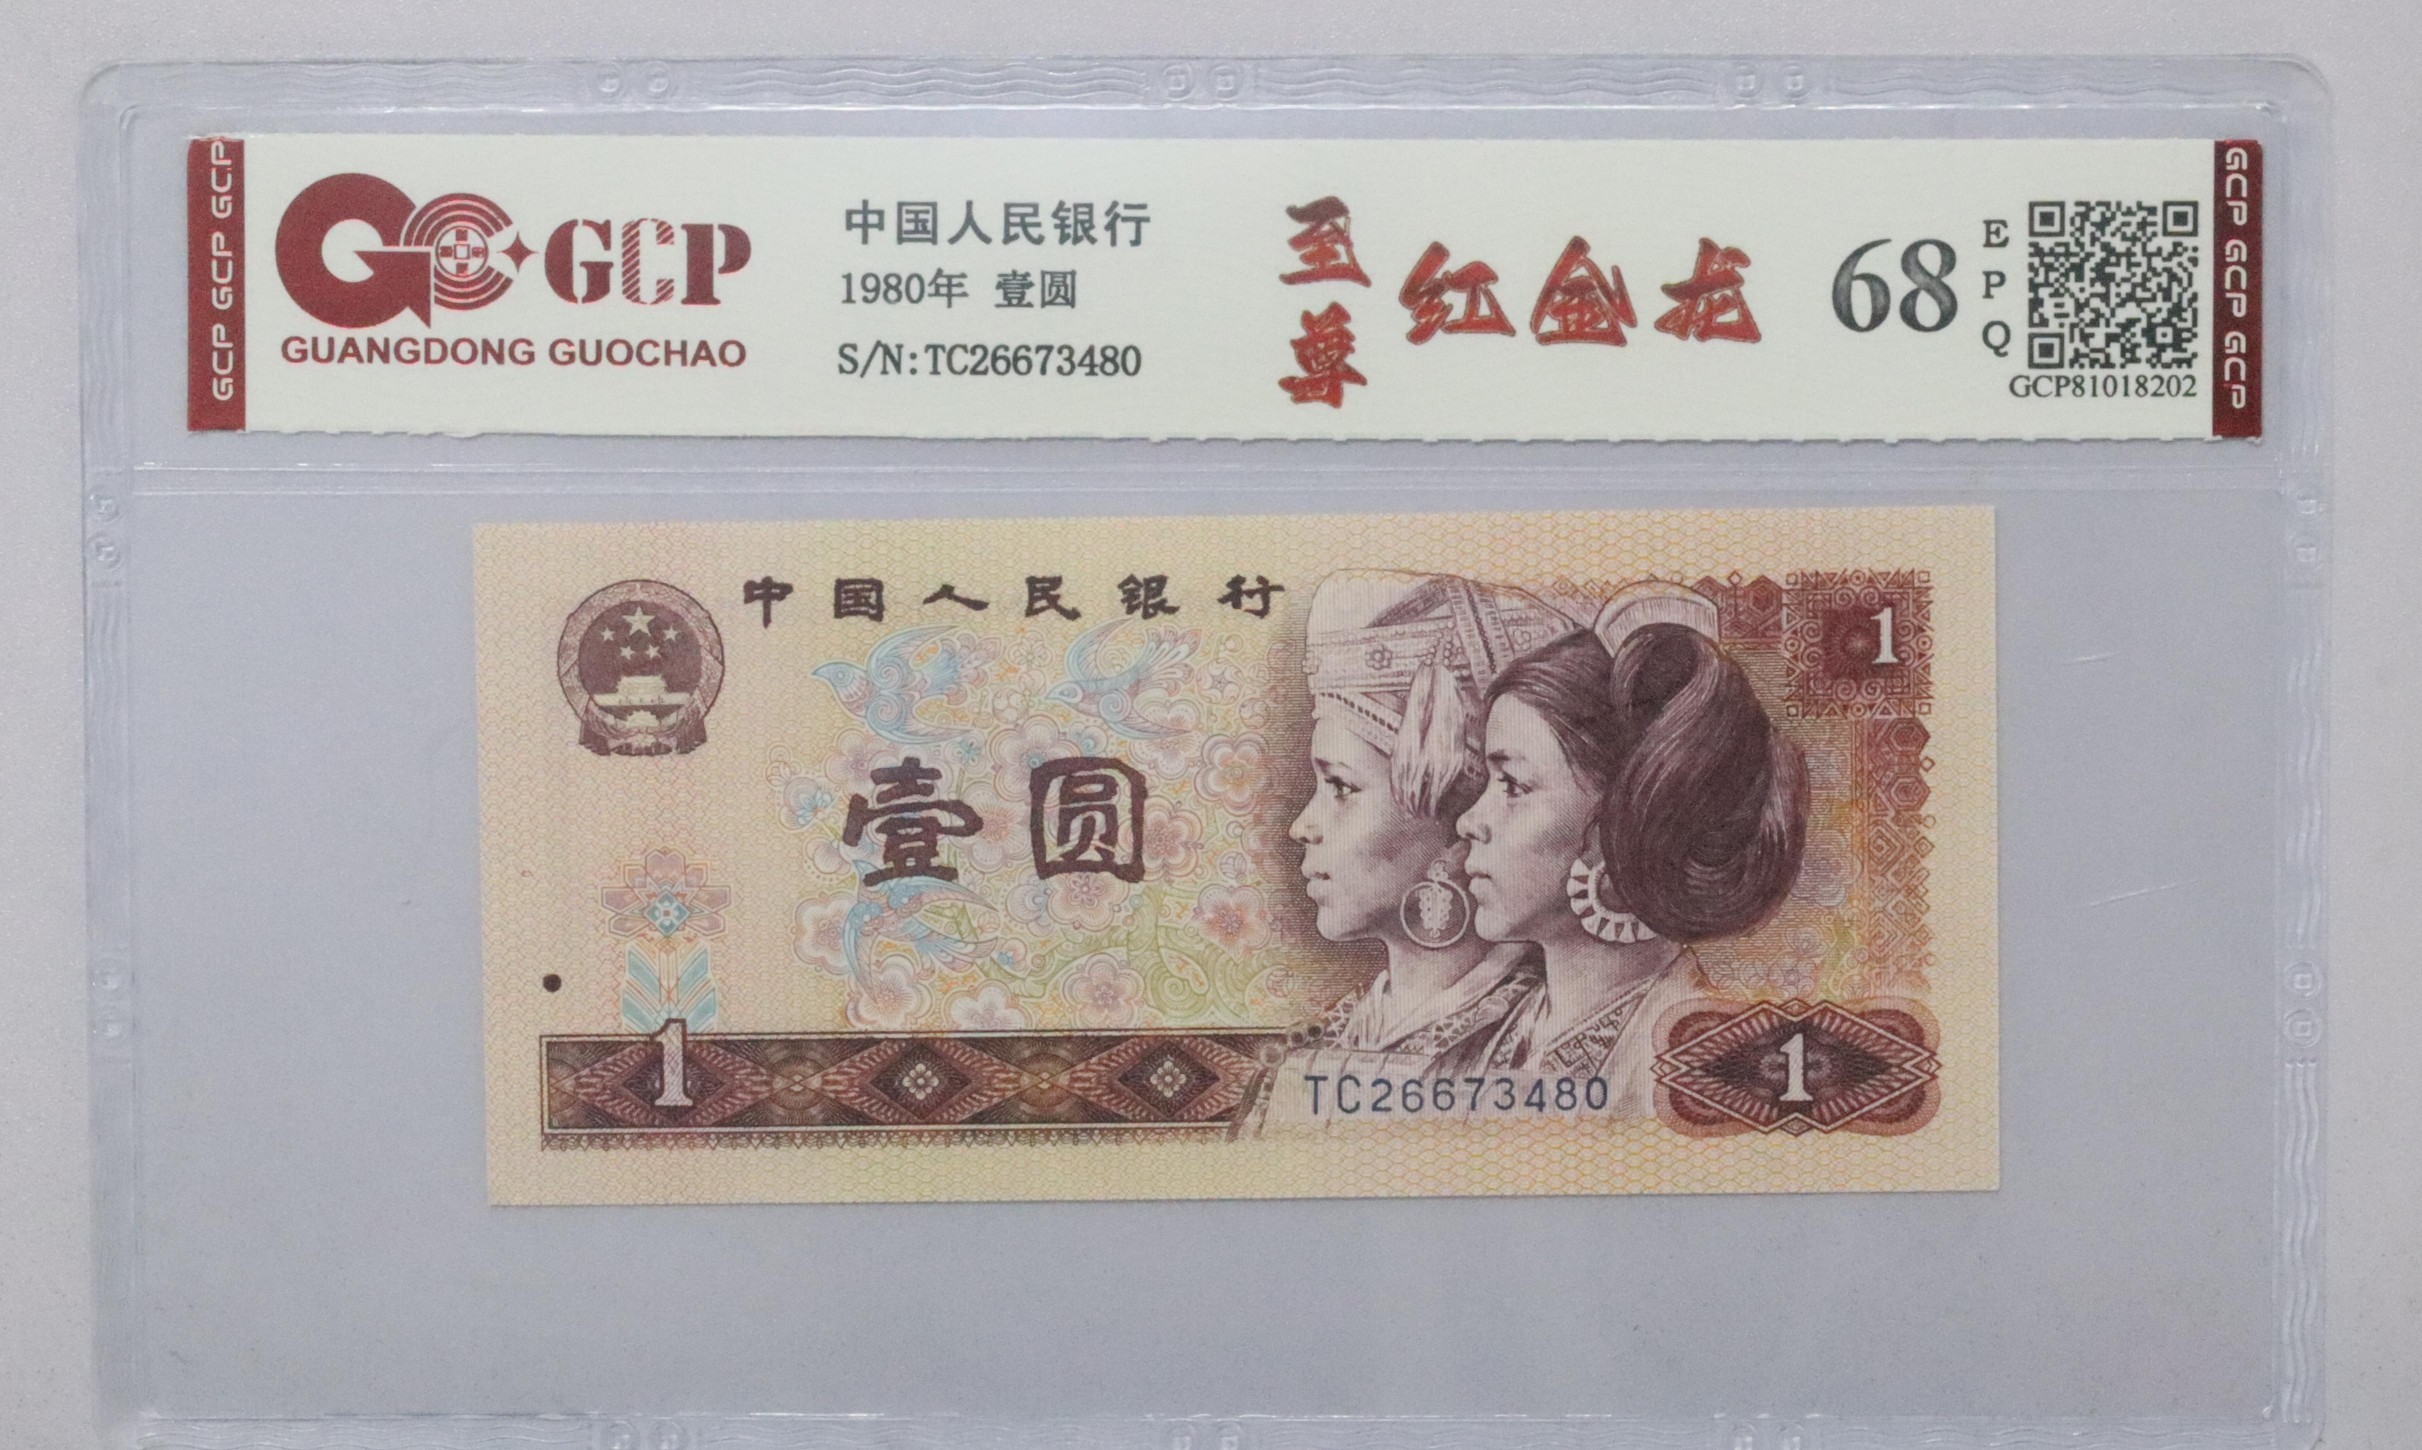 GCP GCP GCP
GC GCP
GUANGDONG GUOCHAO
中国人民银行
1980年 壹圆
S/N:TC26673480
至尊
红金龙
68
EPQ
GCP81018202
GCP GCP GCP
中国人民银行
1
壹圆
1
TC26673480
1